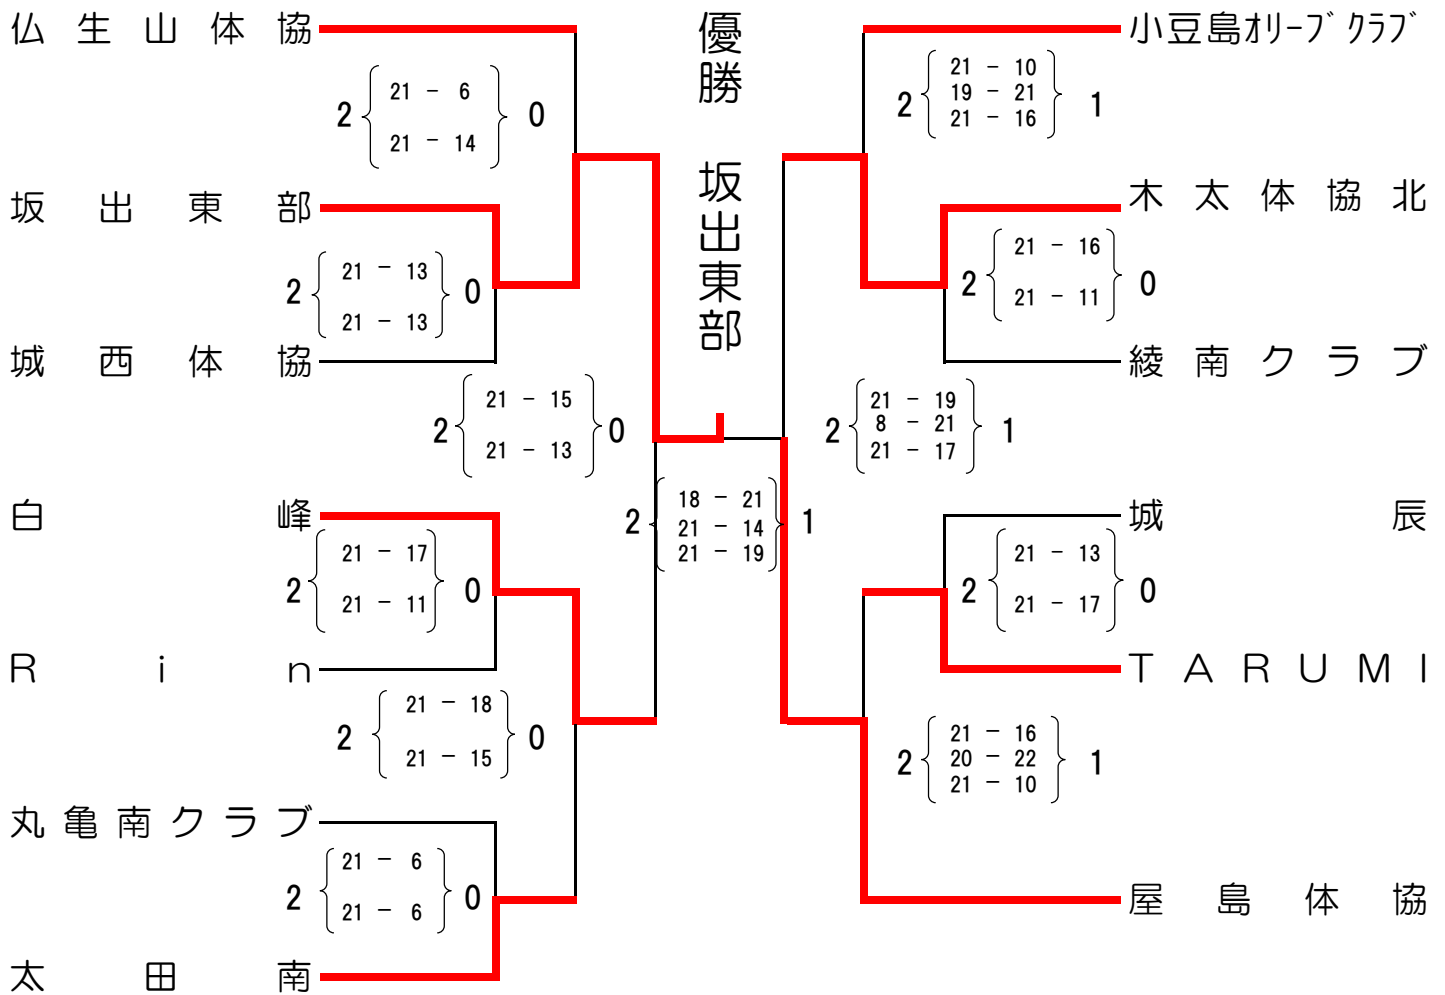 優勝 坂出東部
仏生山体協
2 21 - 6 0
21 - 14
坂出東部
2 21 - 13 0
21 - 13
城西体協
2 21 - 15 0
21 - 13
白峰
2 21 - 17 0
21 - 11
Rin
2 21 - 18 0
21 - 15
丸亀南クラブ
2 21 - 6 0
21 - 6
太田南
2 18 - 21 1
21 - 14
21 - 19
小豆島ｵﾘｰﾌﾞｸﾗﾌﾞ
2 21 - 10 1
19 - 21
21 - 16
木太体協北
2 21 - 16 0
21 - 11
綾南クラブ
2 21 - 19 1
8 - 21
21 - 17
城辰
2 21 - 13 0
21 - 17
TARUMI
2 21 - 16 1
20 - 22
21 - 10
屋島体協